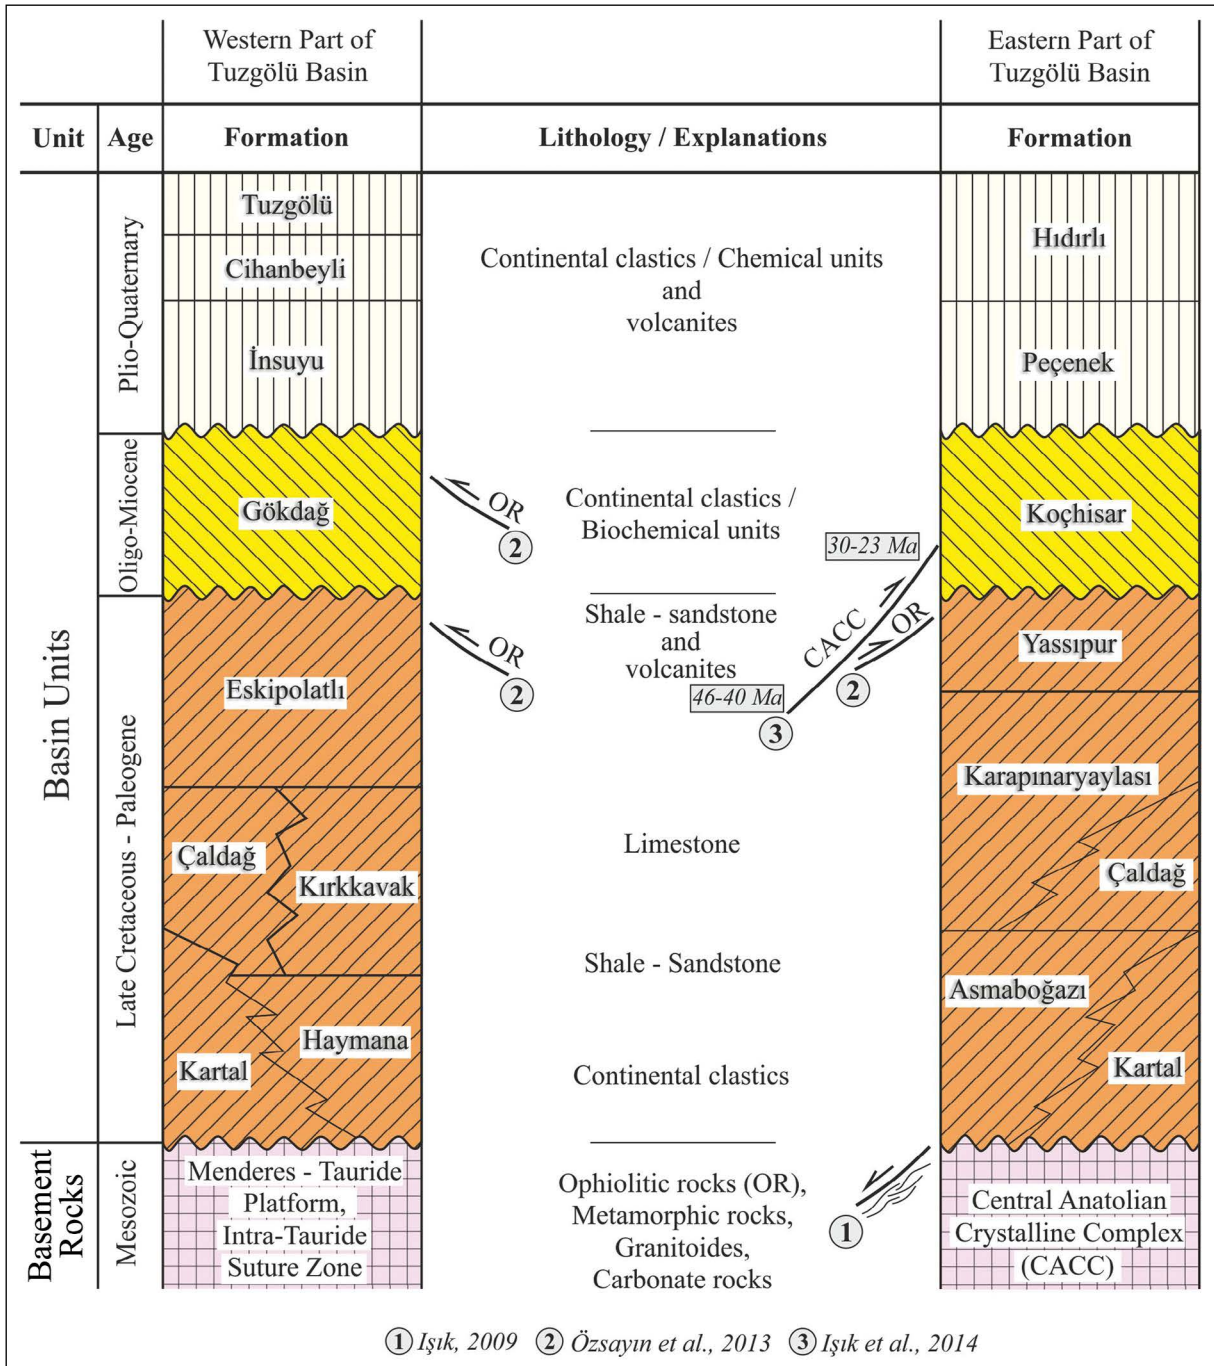 Western Part of
Tuzgölü Basin
Eastern Part of
Tuzgölü Basin
Unit
Age
Formation
Lithology / Explanations
Formation
Basin Units
Plio-Quaternary
Tuzgölü
Cihanbeyli
İnsuyu
Continental clastics / Chemical units
and
volcanites
Hıdırlı
Peçenek
Oligo-Miocene
Gökdağ
OR
2
Continental clastics /
Biochemical units
30-23 Ma
Koçhisar
Late Cretaceous - Paleogene
Eskipolatlı
OR
2
Shale - sandstone
and
volcanites
CACC
OR
46-40 Ma
2
3
Yassıpur
Karapınaryaylası
Çaldağ
Kırkkavak
Limestone
Çaldağ
Shale - Sandstone
Asmaboğazı
Haymana
Kartal
Continental clastics
Kartal
Basement
Rocks
Mesozoic
Menderes - Tauride
Platform,
Intra-Tauride
Suture Zone
Ophiolitic rocks (OR),
Metamorphic rocks,
Granitoides,
Carbonate rocks
1
Central Anatolian
Crystalline Complex
(CACC)
1 Işık, 2009 2 Özsayın et al., 2013 3 Işık et al., 2014